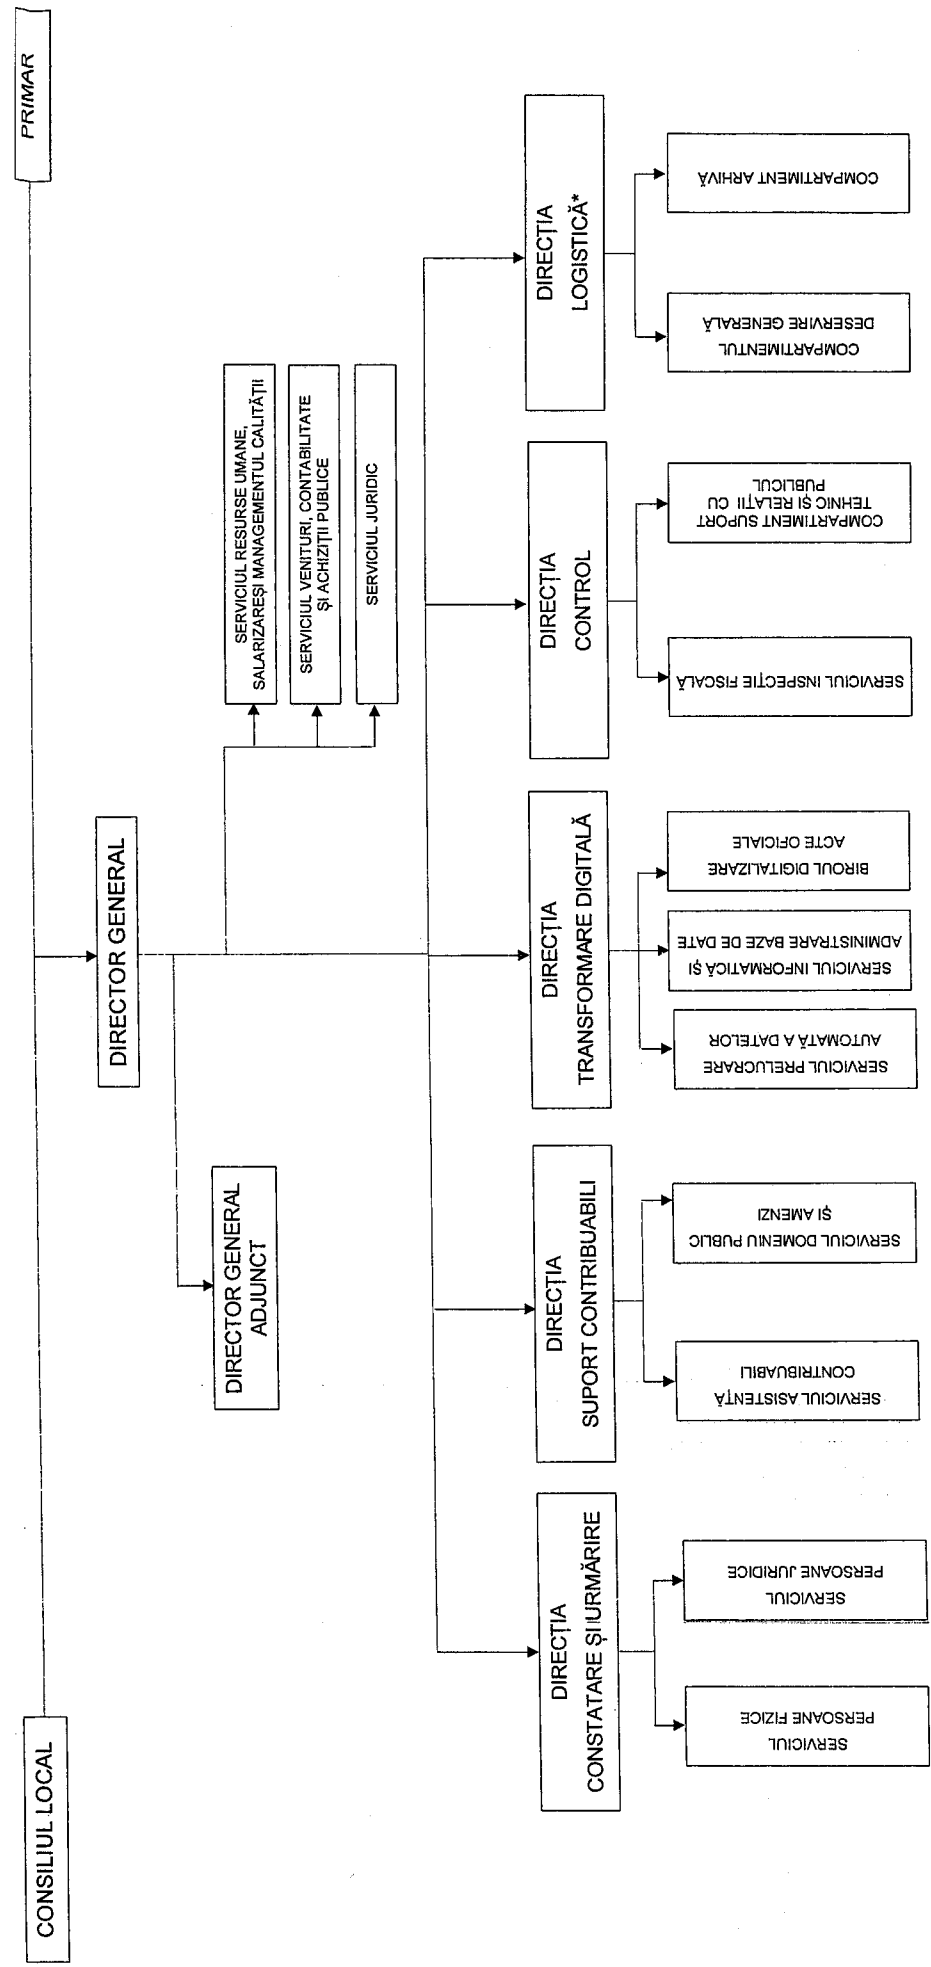 CONSILIUL LOCAL
PRIMAR
DIRECTOR GENERAL
DIRECTOR GENERAL
ADJUNCT
SERVICIUL RESURSE UMANE,
SALARIZAREȘI MANAGEMENTUL CALITĂȚII
SERVICIUL VENITURI, CONTABILITATE
ȘI ACHIZIȚII PUBLICE
SERVICIUL JURIDIC
DIRECȚIA
CONSTATARE ȘI URMĂRIRE
DIRECȚIA
SUPORT CONTRIBUABILI
DIRECȚIA
TRANSFORMARE DIGITALĂ
DIRECȚIA
CONTROL
DIRECȚIA
LOGISTICĂ*
SERVICIUL
PERSOANE FIZICE
SERVICIUL
PERSOANE JURIDICE
SERVICIUL ASISTENȚĂ
CONTRIBUABILI
SERVICIUL DOMENIU PUBLIC
ȘI AMENZI
SERVICIUL PRELUCRARE
AUTOMATĂ A DATELOR
SERVICIUL INFORMATICĂ ȘI
ADMINISTRARE BAZE DE DATE
BIROUL DIGITALIZARE
ACTE OFICIALE
SERVICIUL INSPECȚIE FISCALĂ
COMPARTIMENT SUPORT
TEHNIC ȘI RELAȚII CU
PUBLICUL
COMPARTIMENTUL
DESERVIRE GENERALĂ
COMPARTIMENT ARHIVĂ